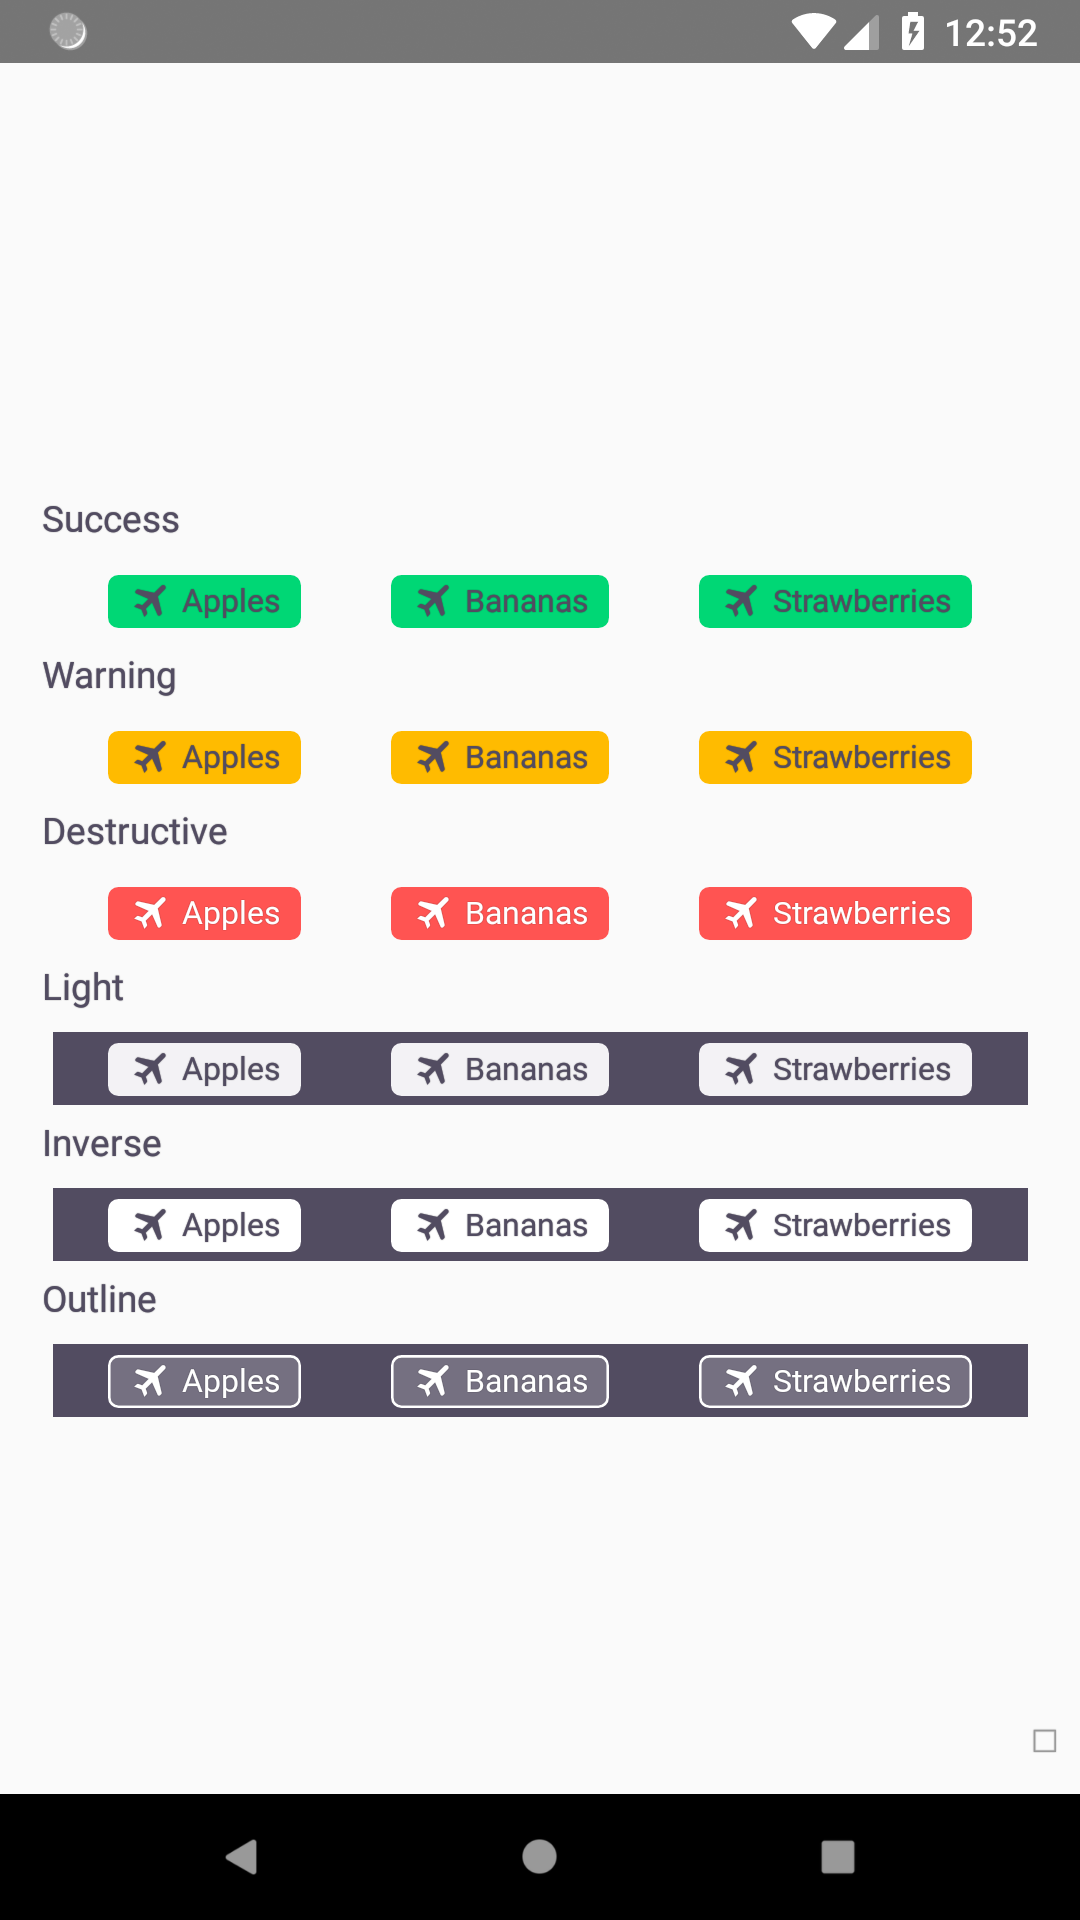 12:52
Success
Apples Bananas Strawberries
Warning
Apples Bananas Strawberries
Destructive
Apples Bananas Strawberries
Light
Apples Bananas Strawberries
Inverse
Apples Bananas Strawberries
Outline
Apples Bananas Strawberries